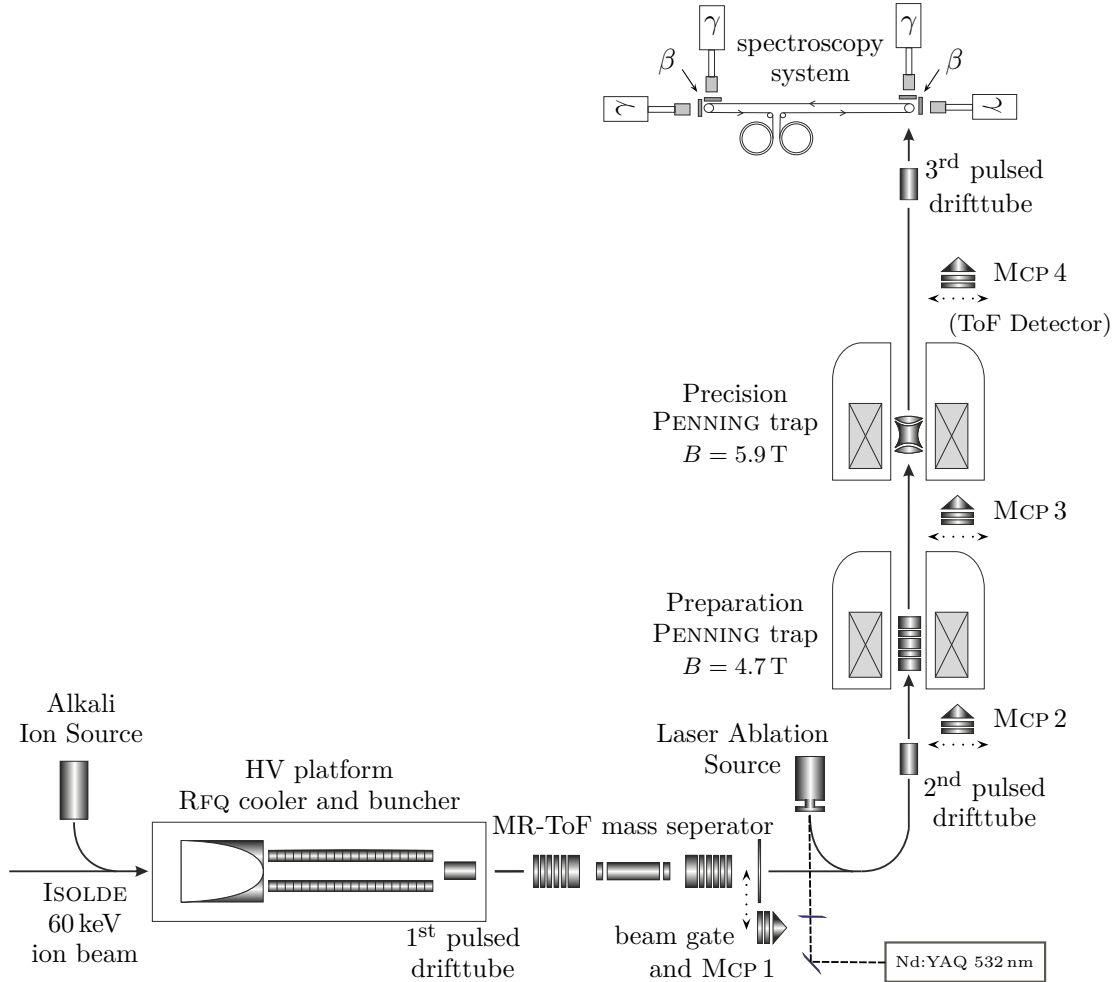 γ
γ
spectroscopy
system
β
β
γ
γ
3rd pulsed
drifttube
MCP 4
(ToF Detector)
Precision
PENNING trap
B = 5.9 T
MCP 3
Preparation
PENNING trap
B = 4.7 T
MCP 2
Alkali
Ion Source
Laser Ablation
Source
HV platform
RFQ cooler and buncher
2nd pulsed
drifttube
MR-ToF mass seperator
ISOLDE
60 keV
ion beam
1st pulsed
drifttube
beam gate
and MCP 1
Nd:YAQ 532 nm